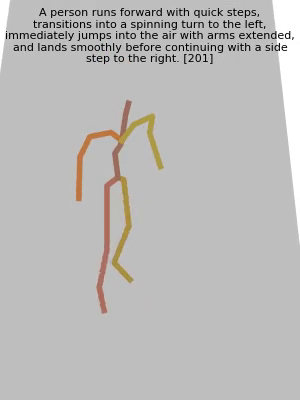 A person runs forward with quick steps,
transitions into a spinning turn to the left,
immediately jumps into the air with arms extended,
and lands smoothly before continuing with a side
step to the right. [201]